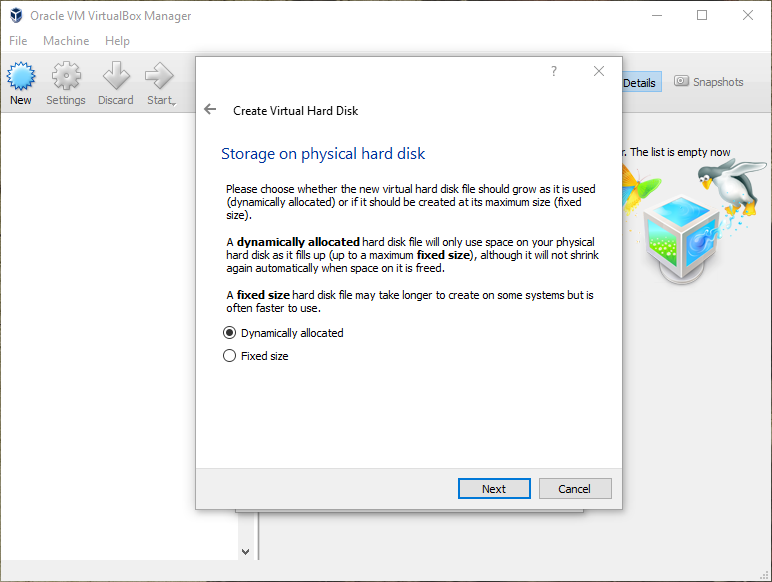 Oracle VM VirtualBox Manager
File Machine Help
New Settings Discard Start
Details Snapshots
?
Create Virtual Hard Disk
Storage on physical hard disk
r. The list is empty now
Please choose whether the new virtual hard disk file should grow as it is used
(dynamically allocated) or if it should be created at its maximum size (fixed
size).
A dynamically allocated hard disk file will only use space on your physical
hard disk as it fills up (up to a maximum fixed size), although it will not shrink
again automatically when space on it is freed.
A fixed size hard disk file may take longer to create on some systems but is
often faster to use.
Dynamically allocated
Fixed size
Next Cancel